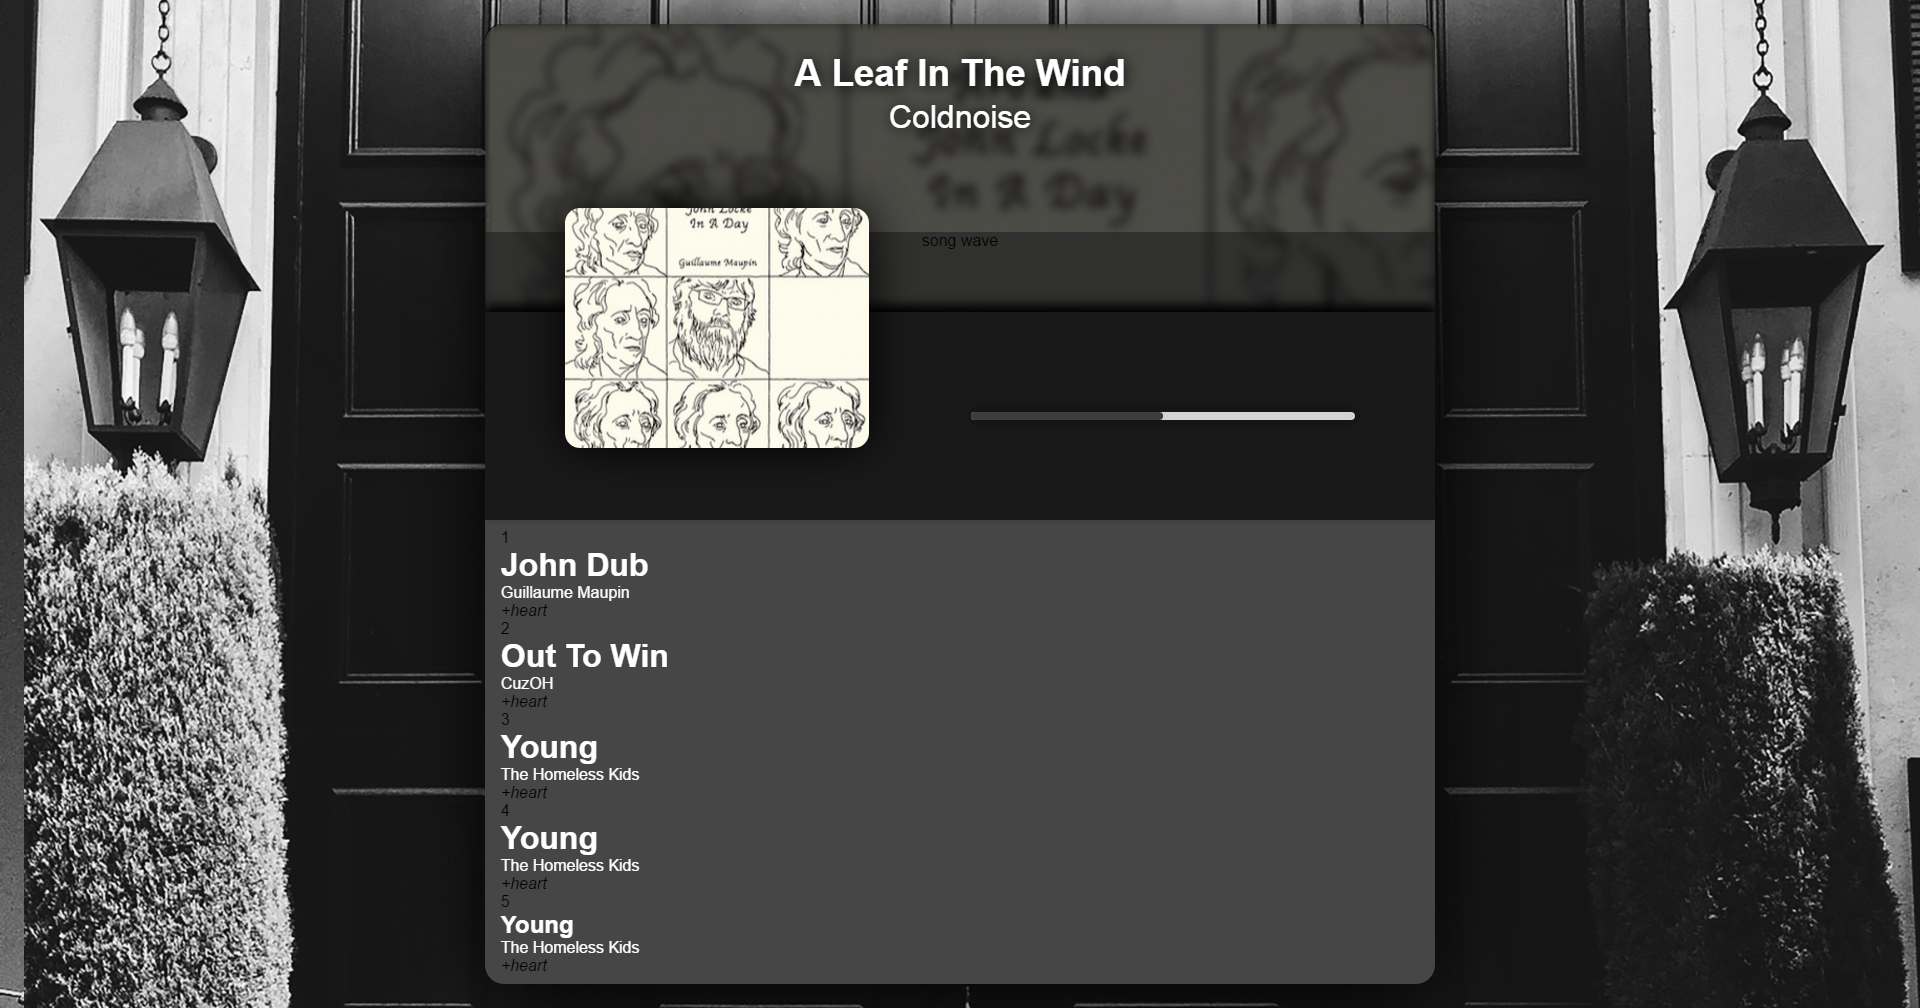 A Leaf In The Wind
Coldnoise
John Locke
In A Day
song wave
John Locke
In A Day
Guillaume Maupin
1
John Dub
Guillaume Maupin
+heart
2
Out To Win
CuzOH
+heart
3
Young
The Homeless Kids
+heart
4
Young
The Homeless Kids
+heart
5
Young
The Homeless Kids
+heart